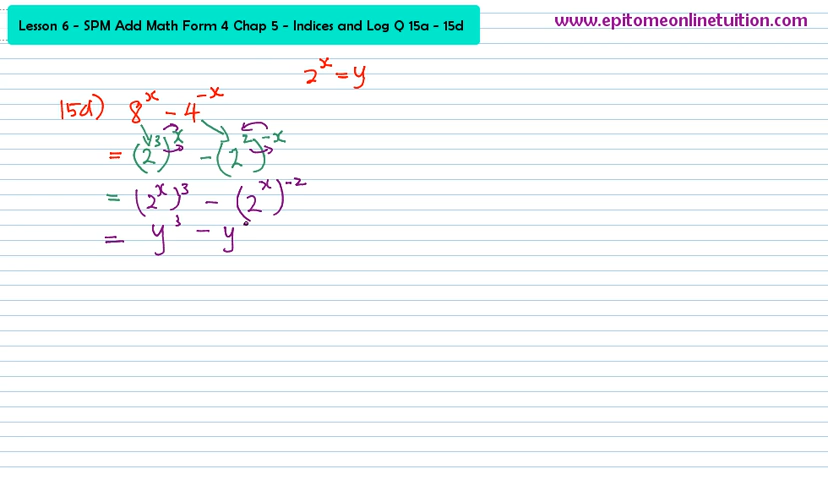 Lesson 6 - SPM Add Math Form 4 Chap 5 - Indices and Log Q 15a - 15d
www.epitomeonlinetuition.com
2^x = y
15d) 8^x - 4^-x
= (2^3)^x - (2^2)^-x
= (2^x)^3 - (2^x)^-2
= y^3 - y